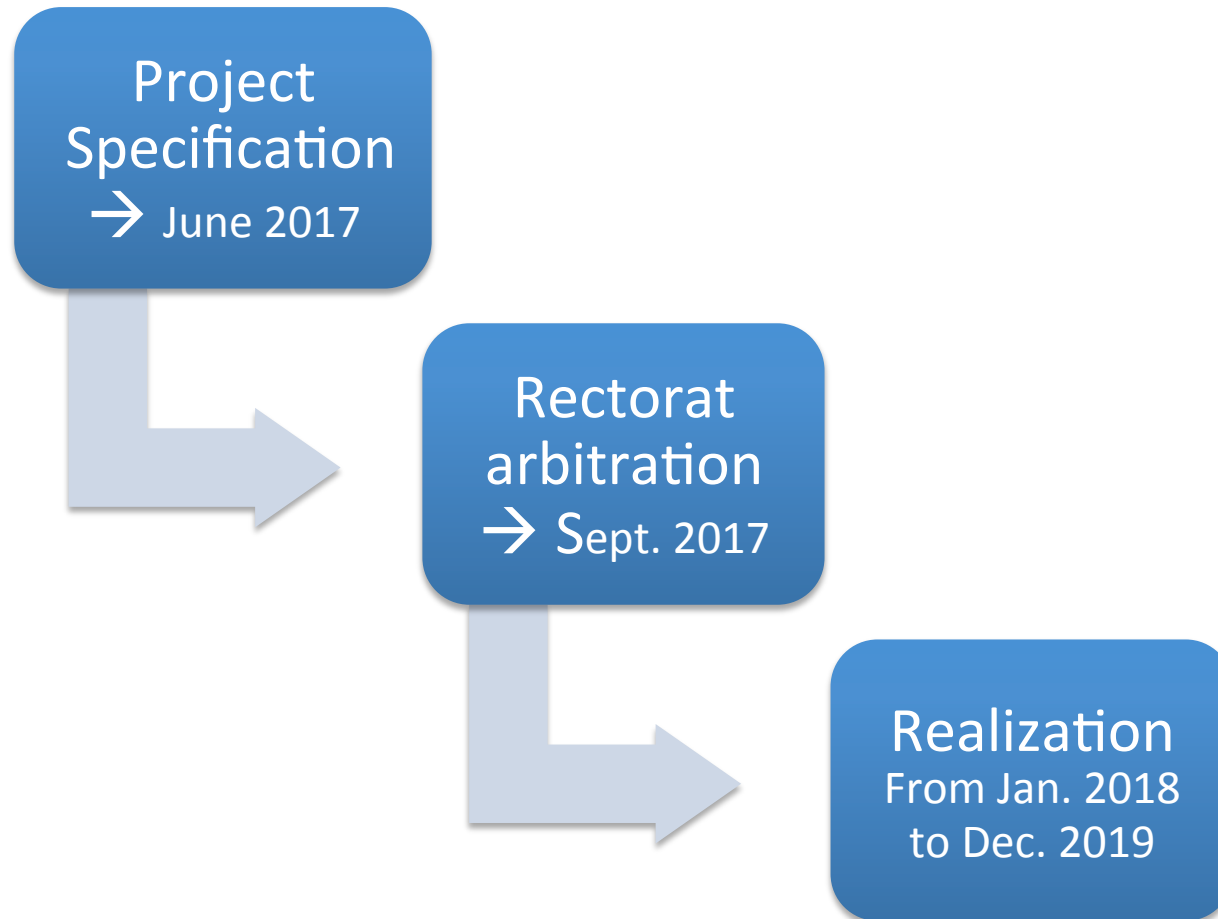 Project
Specification
→ June 2017
Rectorat
arbitration
→ Sept. 2017
Realization
From Jan. 2018
to Dec. 2019